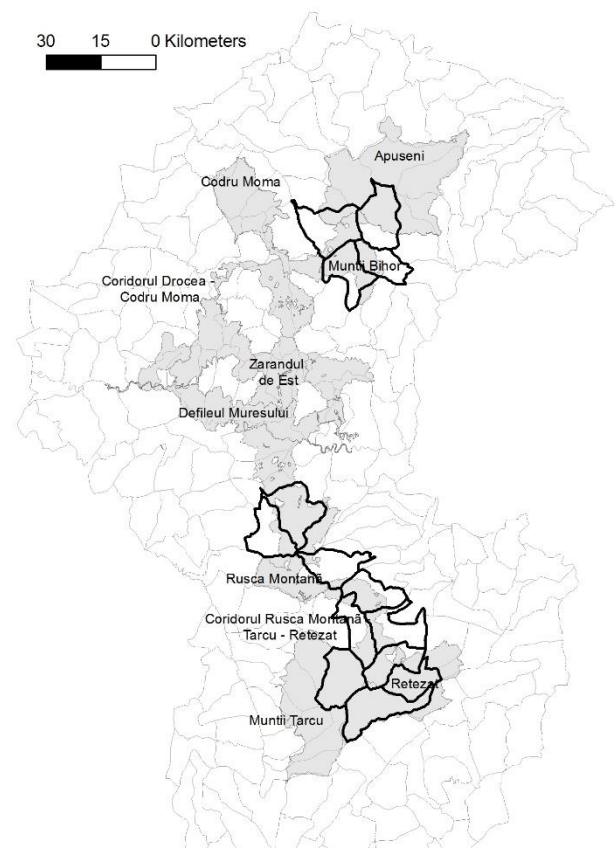 30 15 0 Kilometers
Apuseni
Codru Moma
Muntii Bihor
Coridorul Drocea -
Codru Moma
Zarandul
de Est
Defileul Muresului
Rusca Montană
Coridorul Rusca Montană
Tarcu - Retezat
Retezat
Muntii Tarcu